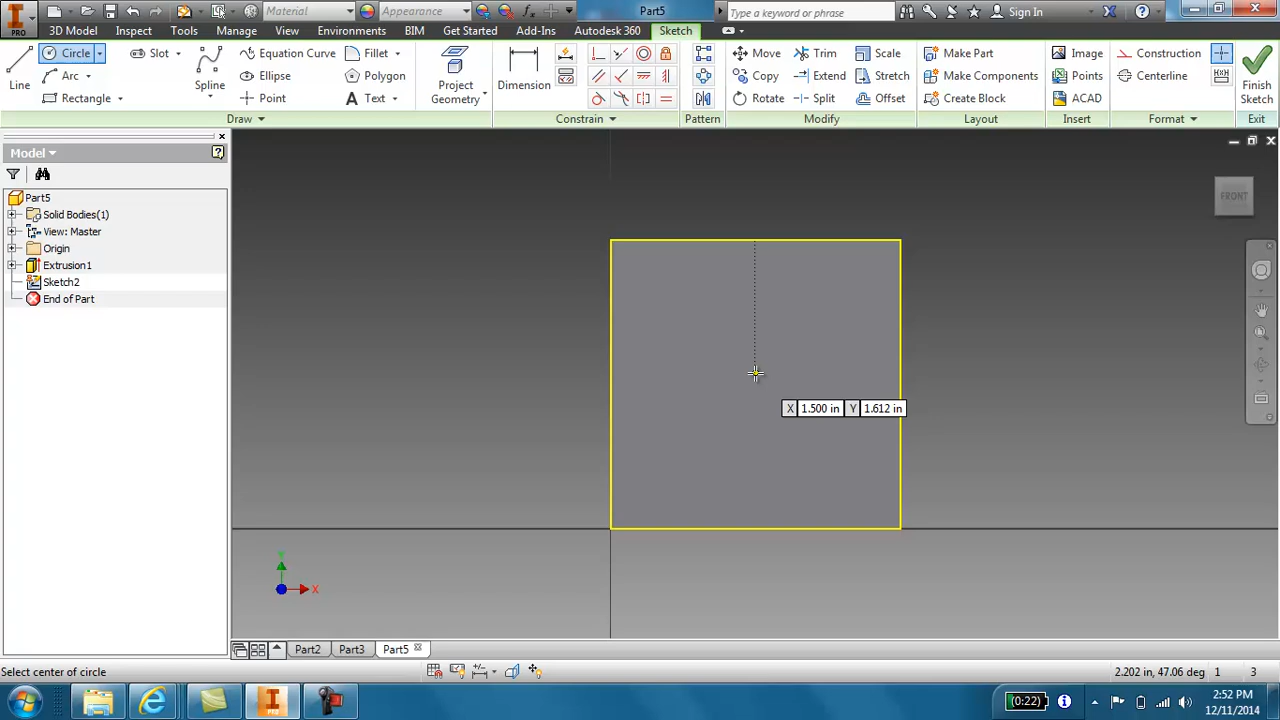 PRO
Material
Appearance
fx
Part5
Type a keyword or phrase
Sign In
3D Model
Inspect
Tools
Manage
View
Environments
BIM
Get Started
Add-Ins
Autodesk 360
Sketch
Line
Circle
Arc
Rectangle
Slot
Spline
Equation Curve
Ellipse
Point
Fillet
Polygon
A Text
Project
Geometry
Dimension
Move
Copy
Rotate
Trim
Extend
Split
Scale
Stretch
Offset
Make Part
Make Components
Create Block
Image
Points
ACAD
Construction
Centerline
Finish
Sketch
Draw
Constrain
Pattern
Modify
Layout
Insert
Format
Exit
Model
Part5
Solid Bodies(1)
View: Master
Origin
Extrusion1
Sketch2
End of Part
FRONT
X 1.500 in Y 1.612 in
Y
X
Part2
Part3
Part5
Select center of circle
2.202 in, 47.06 deg 1 3
(0:22)
2:52 PM
12/11/2014